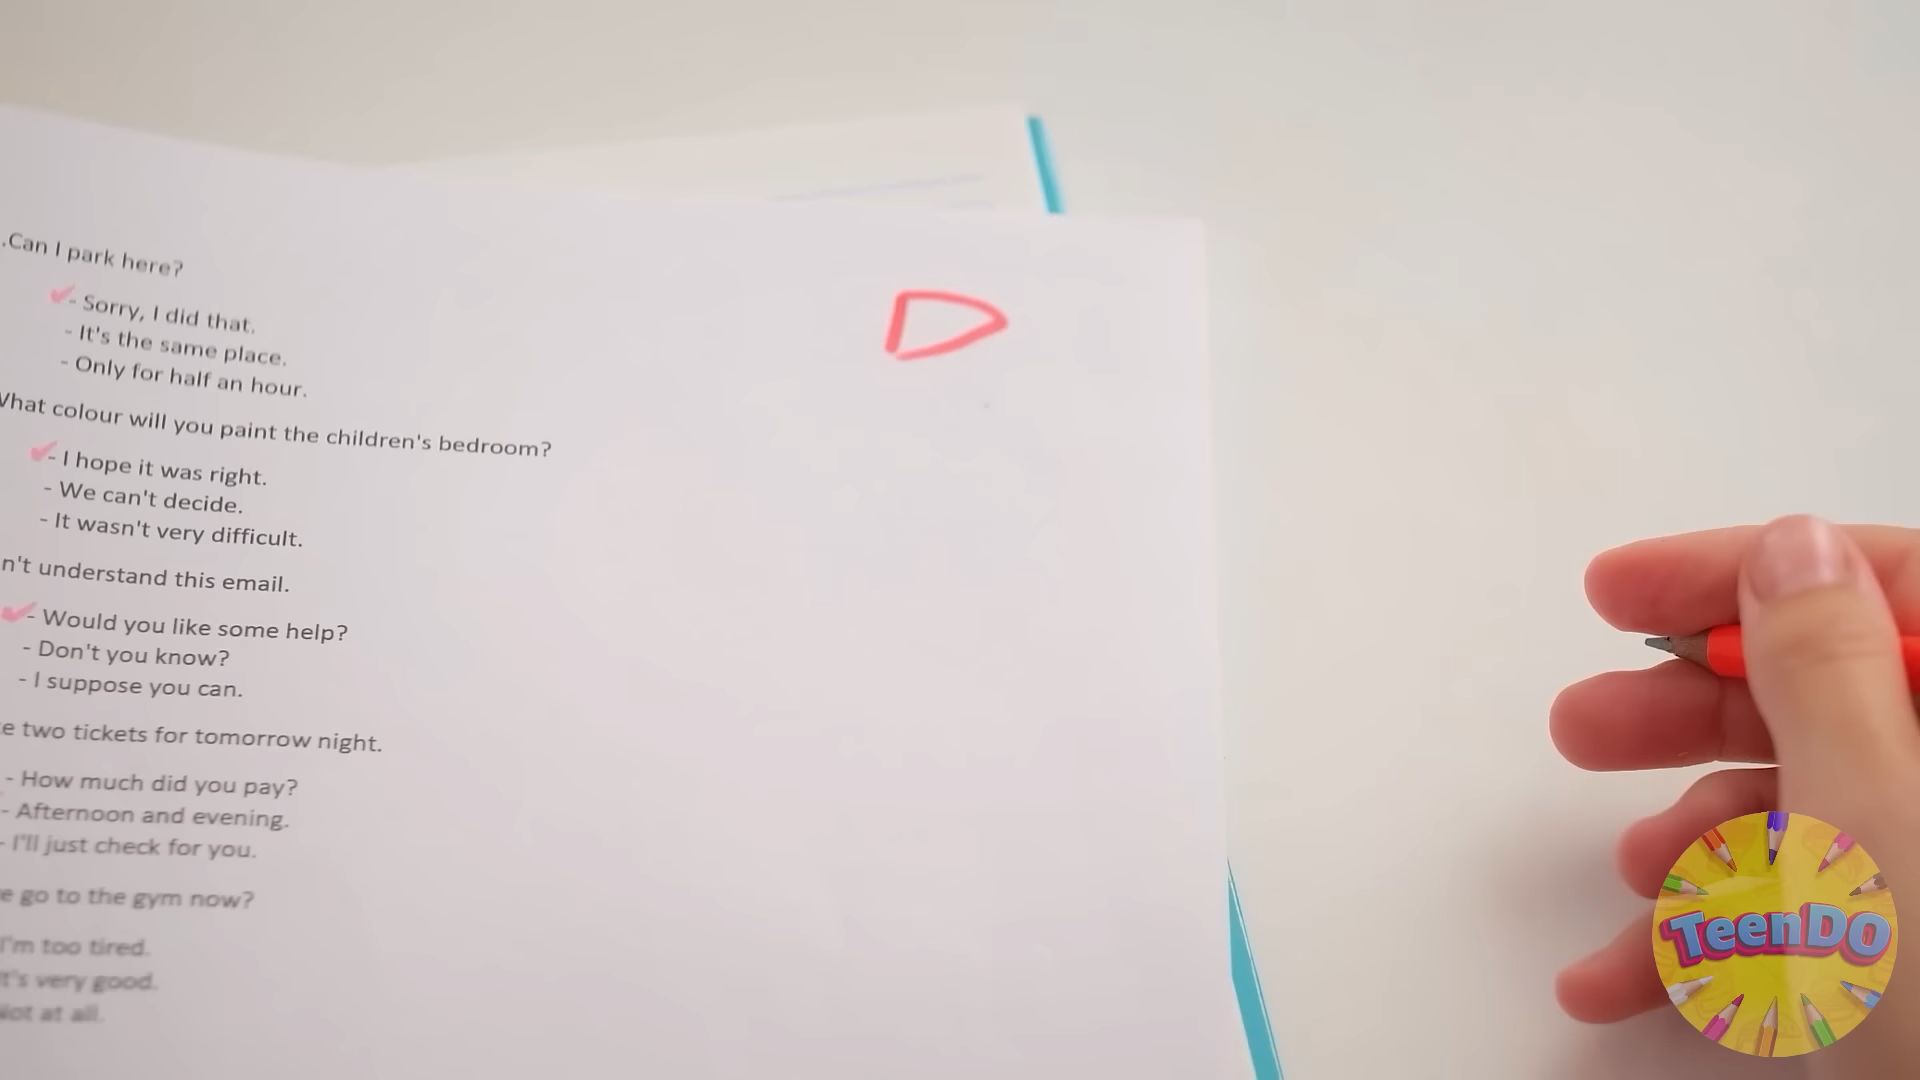 .Can I park here?
- Sorry, I did that.
- It's the same place.
- Only for half an hour.
D
What colour will you paint the children's bedroom?
- I hope it was right.
- We can't decide.
- It wasn't very difficult.
n't understand this email.
- Would you like some help?
- Don't you know?
- I suppose you can.
e two tickets for tomorrow night.
- How much did you pay?
- Afternoon and evening.
- I'll just check for you.
e go to the gym now?
I'm too tired.
It's very good.
Not at all.
TeenDO